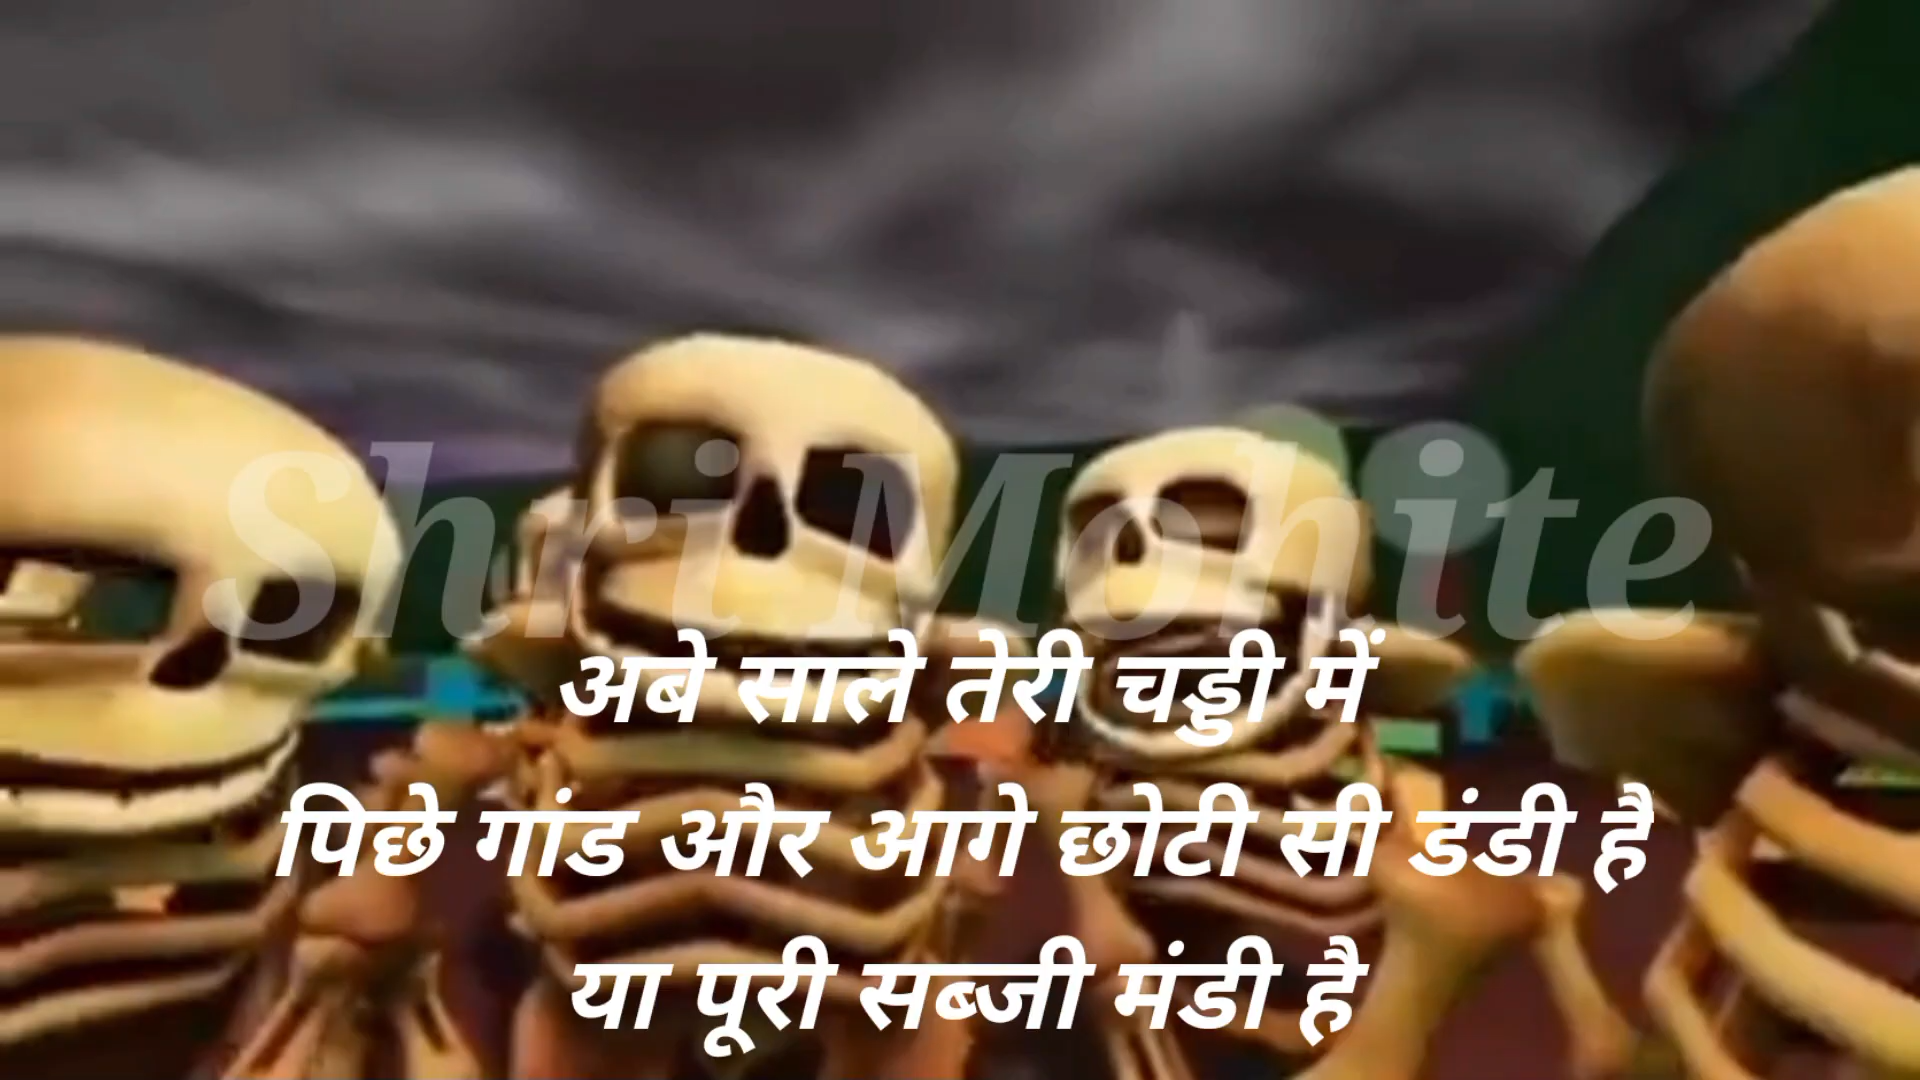 Shri Mohite
अबे साले तेरी चड्डी में
पिछे गांड और आगे छोटी सी डंडी है
या पूरी सब्जी मंडी है